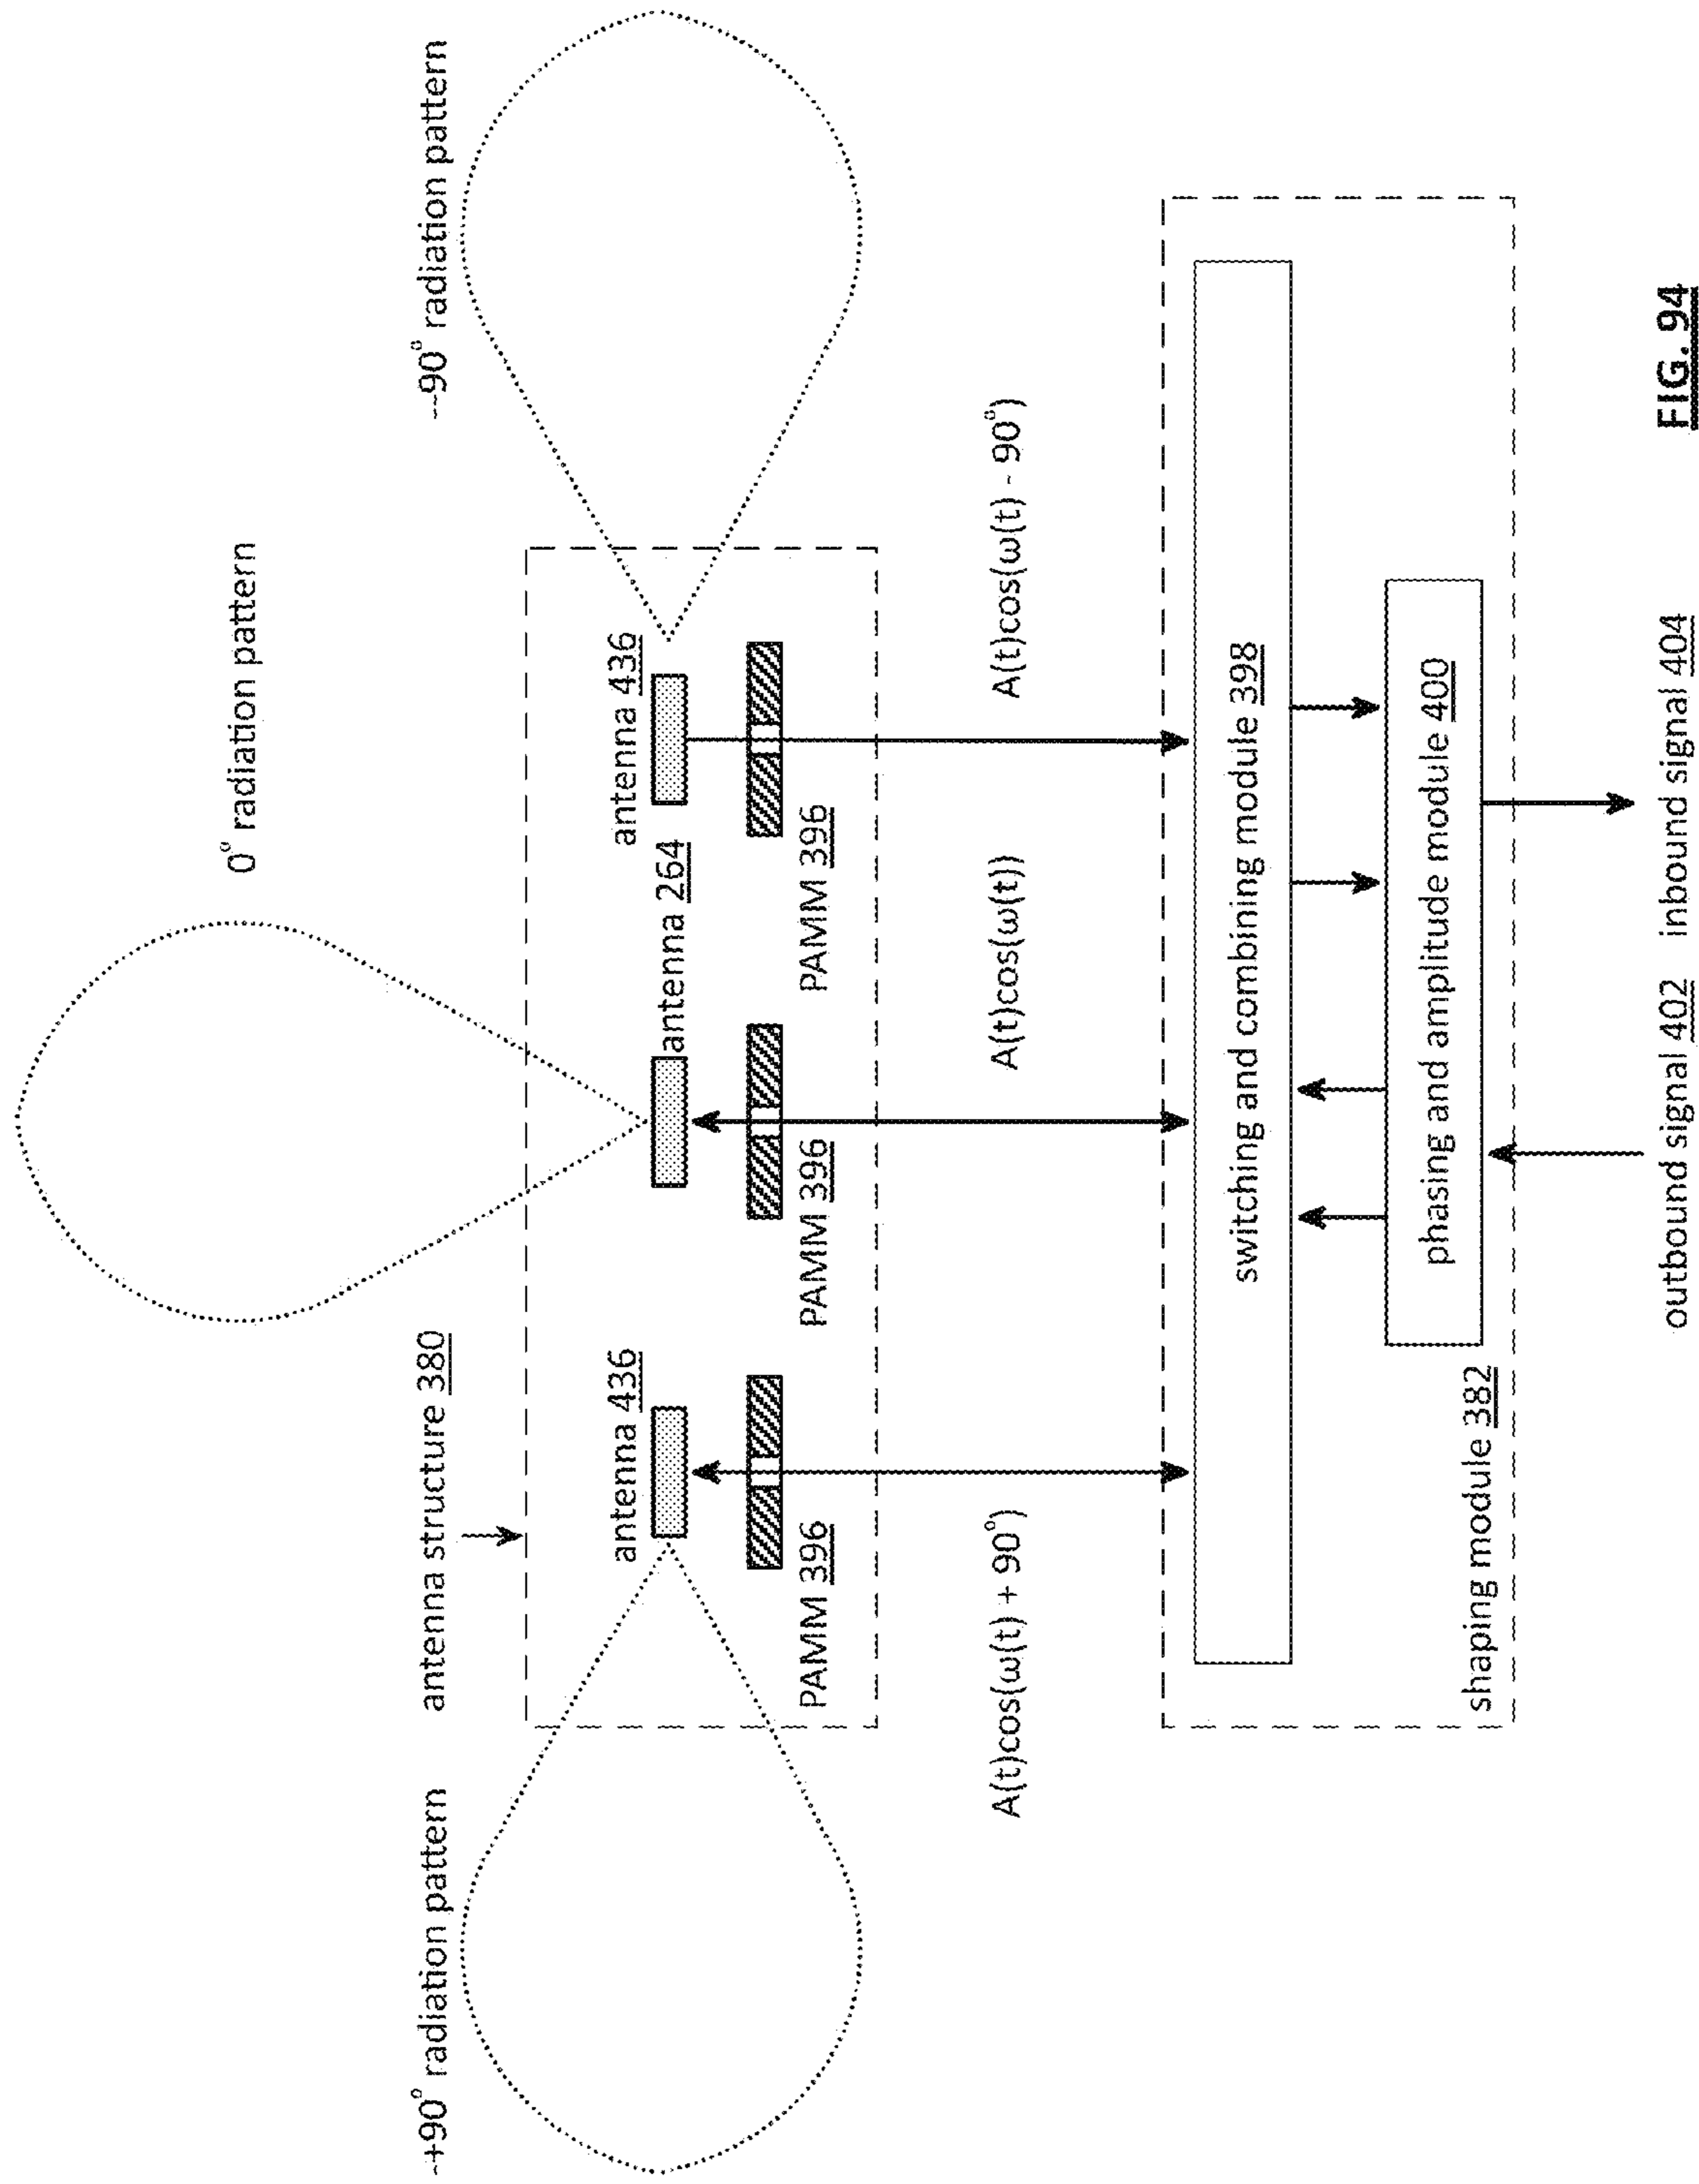 0° radiation pattern
~+90° radiation pattern
antenna structure 380
~-90° radiation pattern
antenna 436
antenna 264
antenna 436
PAMM 396
PAMM 396
PAMM 396
A(t)cos(ω(t) + 90°)
A(t)cos(ω(t))
A(t)cos(ω(t) - 90°)
switching and combining module 398
phasing and amplitude module 400
shaping module 382
outbound signal 402
inbound signal 404
FIG. 94